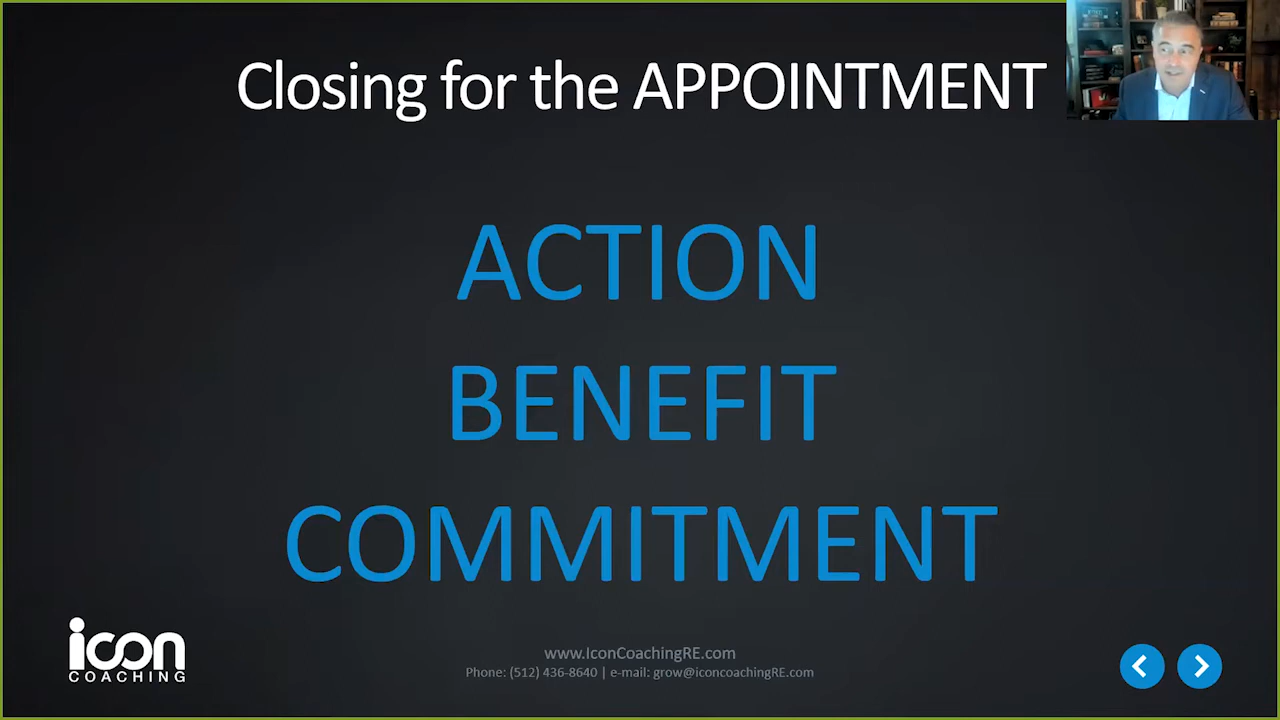 Closing for the APPOINTMENT
ACTION
BENEFIT
COMMITMENT
icon
COACHING
www.IconCoachingRE.com
Phone: (512) 436-8640 | e-mail: grow@iconcoachingRE.com